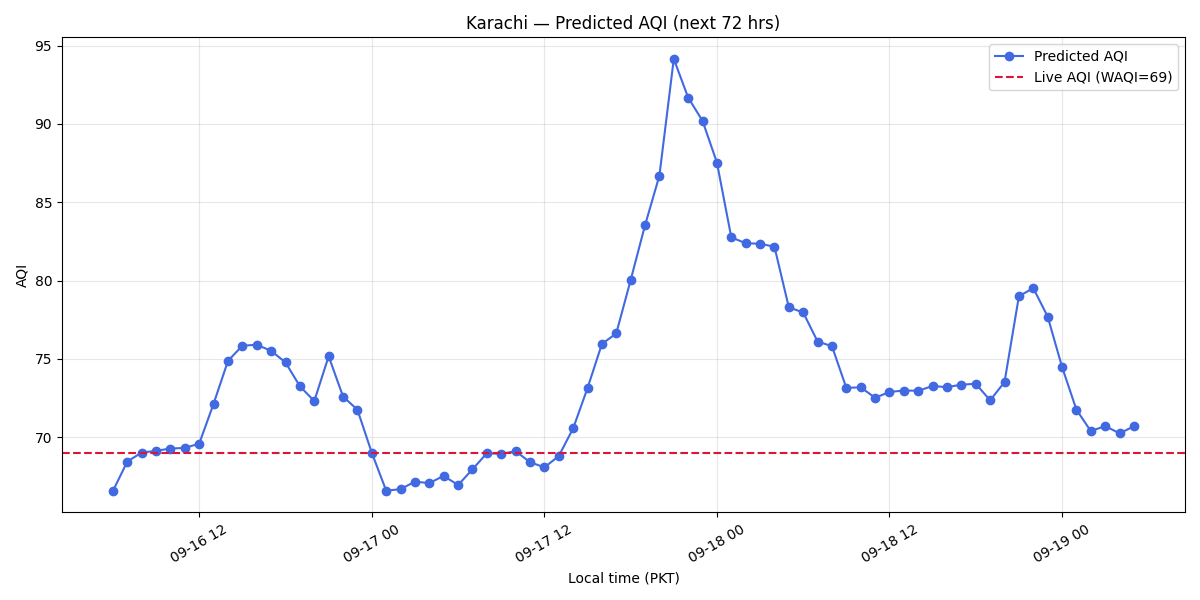 Karachi — Predicted AQI (next 72 hrs)
Predicted AQI
Live AQI (WAQI=69)
AQI
95
90
85
80
75
70
09-16 12
09-17 00
09-17 12
09-18 00
09-18 12
09-19 00
Local time (PKT)